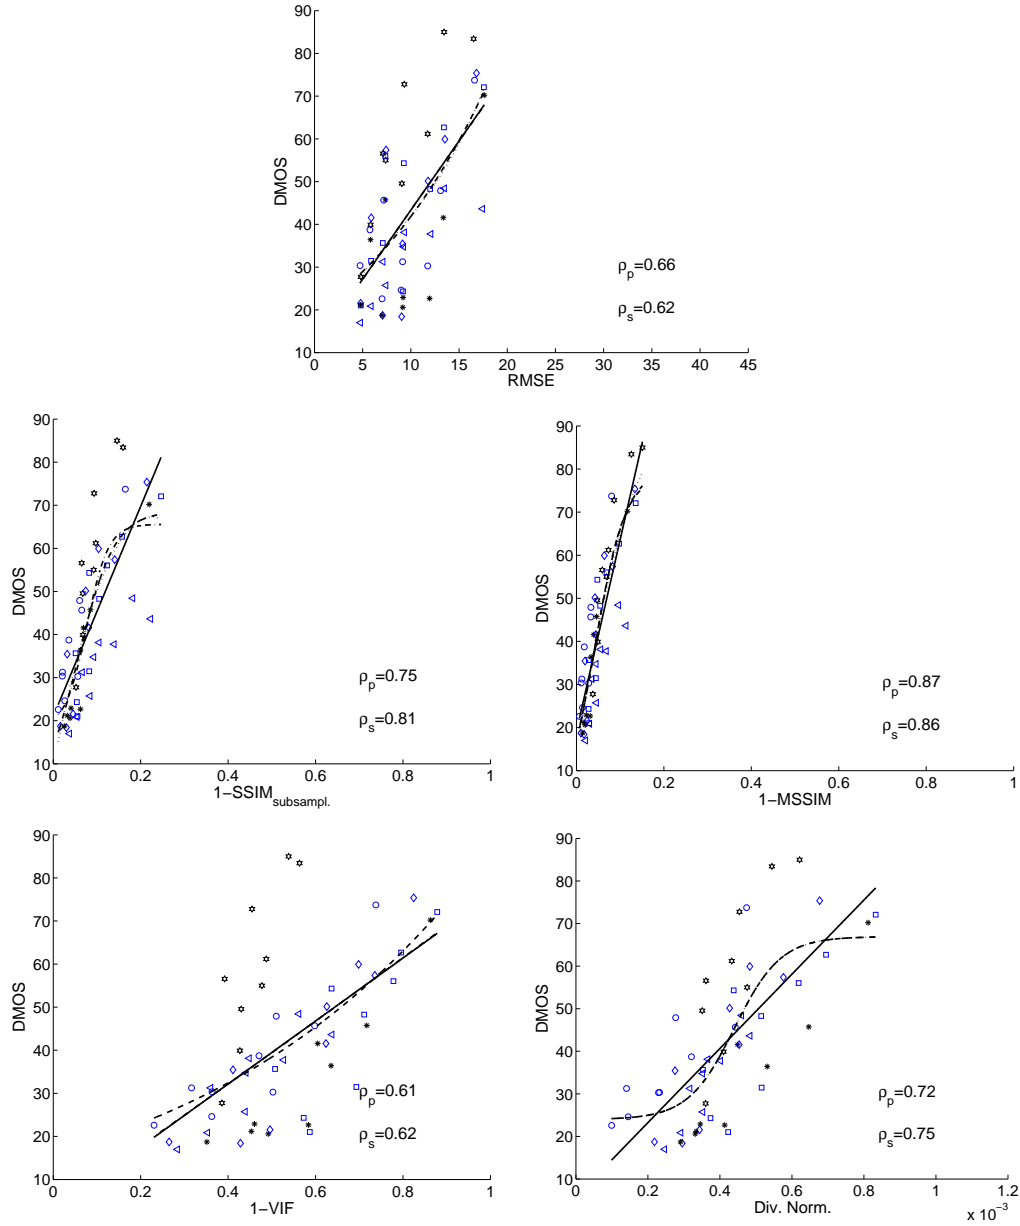 90
80
70
60
50
40
30
20
10
DMOS
0 5 10 15 20 25 30 35 40 45
RMSE
ρp=0.66
ρs=0.62
90
80
70
60
50
40
30
20
10
DMOS
0 0.2 0.4 0.6 0.8 1
1−SSIMsubsampl.
ρp=0.75
ρs=0.81
90
80
70
60
50
40
30
20
10
DMOS
0 0.2 0.4 0.6 0.8 1
1−MSSIM
ρp=0.87
ρs=0.86
90
80
70
60
50
40
30
20
10
DMOS
0 0.2 0.4 0.6 0.8 1
1−VIF
ρp=0.61
ρs=0.62
90
80
70
60
50
40
30
20
10
DMOS
0 0.2 0.4 0.6 0.8 1 1.2
Div. Norm.
x 10−3
ρp=0.72
ρs=0.75